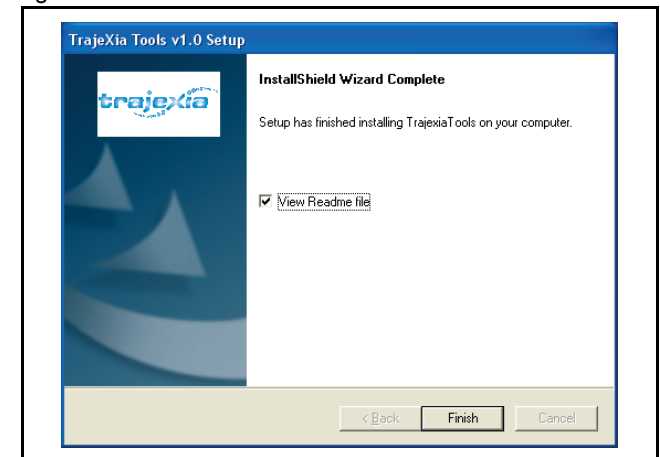 TrajeXia Tools v1.0 Setup
trajexia
InstallShield Wizard Complete
Setup has finished installing TrajexiaTools on your computer.
View Readme file
< Back
Finish
Cancel